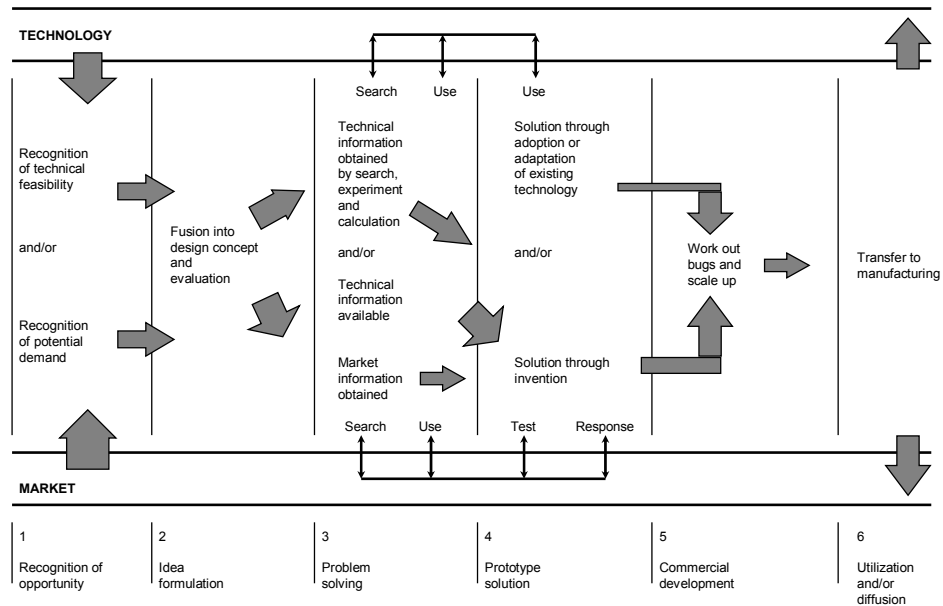 TECHNOLOGY
Search
Use
Use
Recognition
of technical
feasibility
and/or
Recognition
of potential
demand
Fusion into
design concept
and
evaluation
Technical
information
obtained
by search,
experiment
and
calculation
and/or
Technical
information
available
Market
information
obtained
Solution through
adoption or
adaptation
of existing
technology
and/or
Solution through
invention
Work out
bugs and
scale up
Transfer to
manufacturing
Search
Use
Test
Response
MARKET
1
Recognition of
opportunity
2
Idea
formulation
3
Problem
solving
4
Prototype
solution
5
Commercial
development
6
Utilization
and/or
diffusion